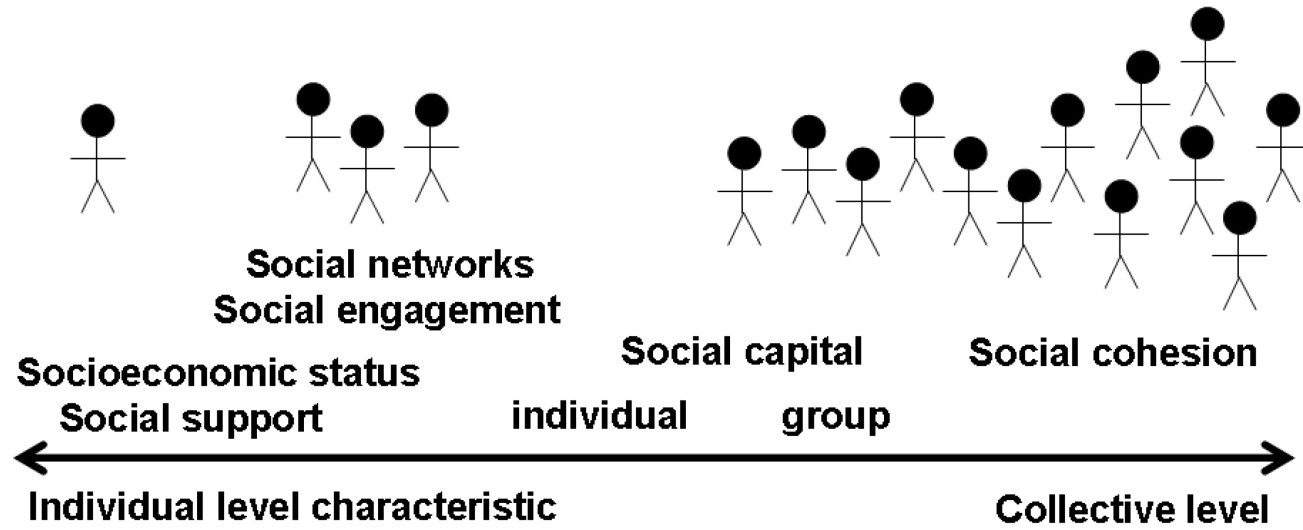 Social networks
Social engagement
Social capital
Social cohesion
Socioeconomic status
Social support
individual
group
Individual level characteristic
Collective level